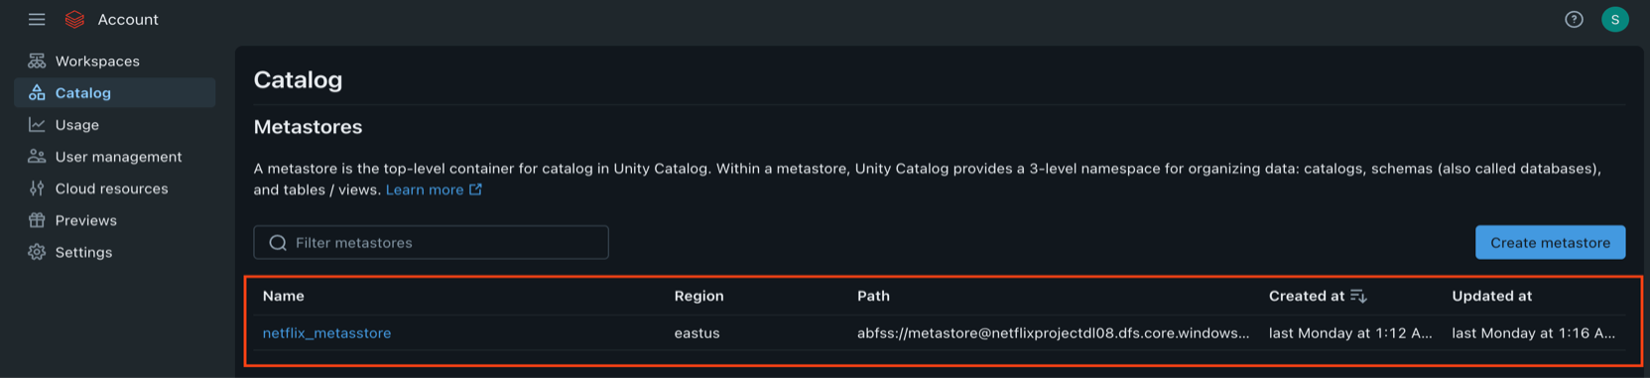 Account
?
S
Workspaces
Catalog
Usage
User management
Cloud resources
Previews
Settings
Catalog
Metastores
A metastore is the top-level container for catalog in Unity Catalog. Within a metastore, Unity Catalog provides a 3-level namespace for organizing data: catalogs, schemas (also called databases),
and tables / views. Learn more
Filter metastores
Create metastore
Name Region Path Created at Updated at
netflix_metasstore eastus abfss://metastore@netflixprojectdl08.dfs.core.windows... last Monday at 1:12 A... last Monday at 1:16 A...